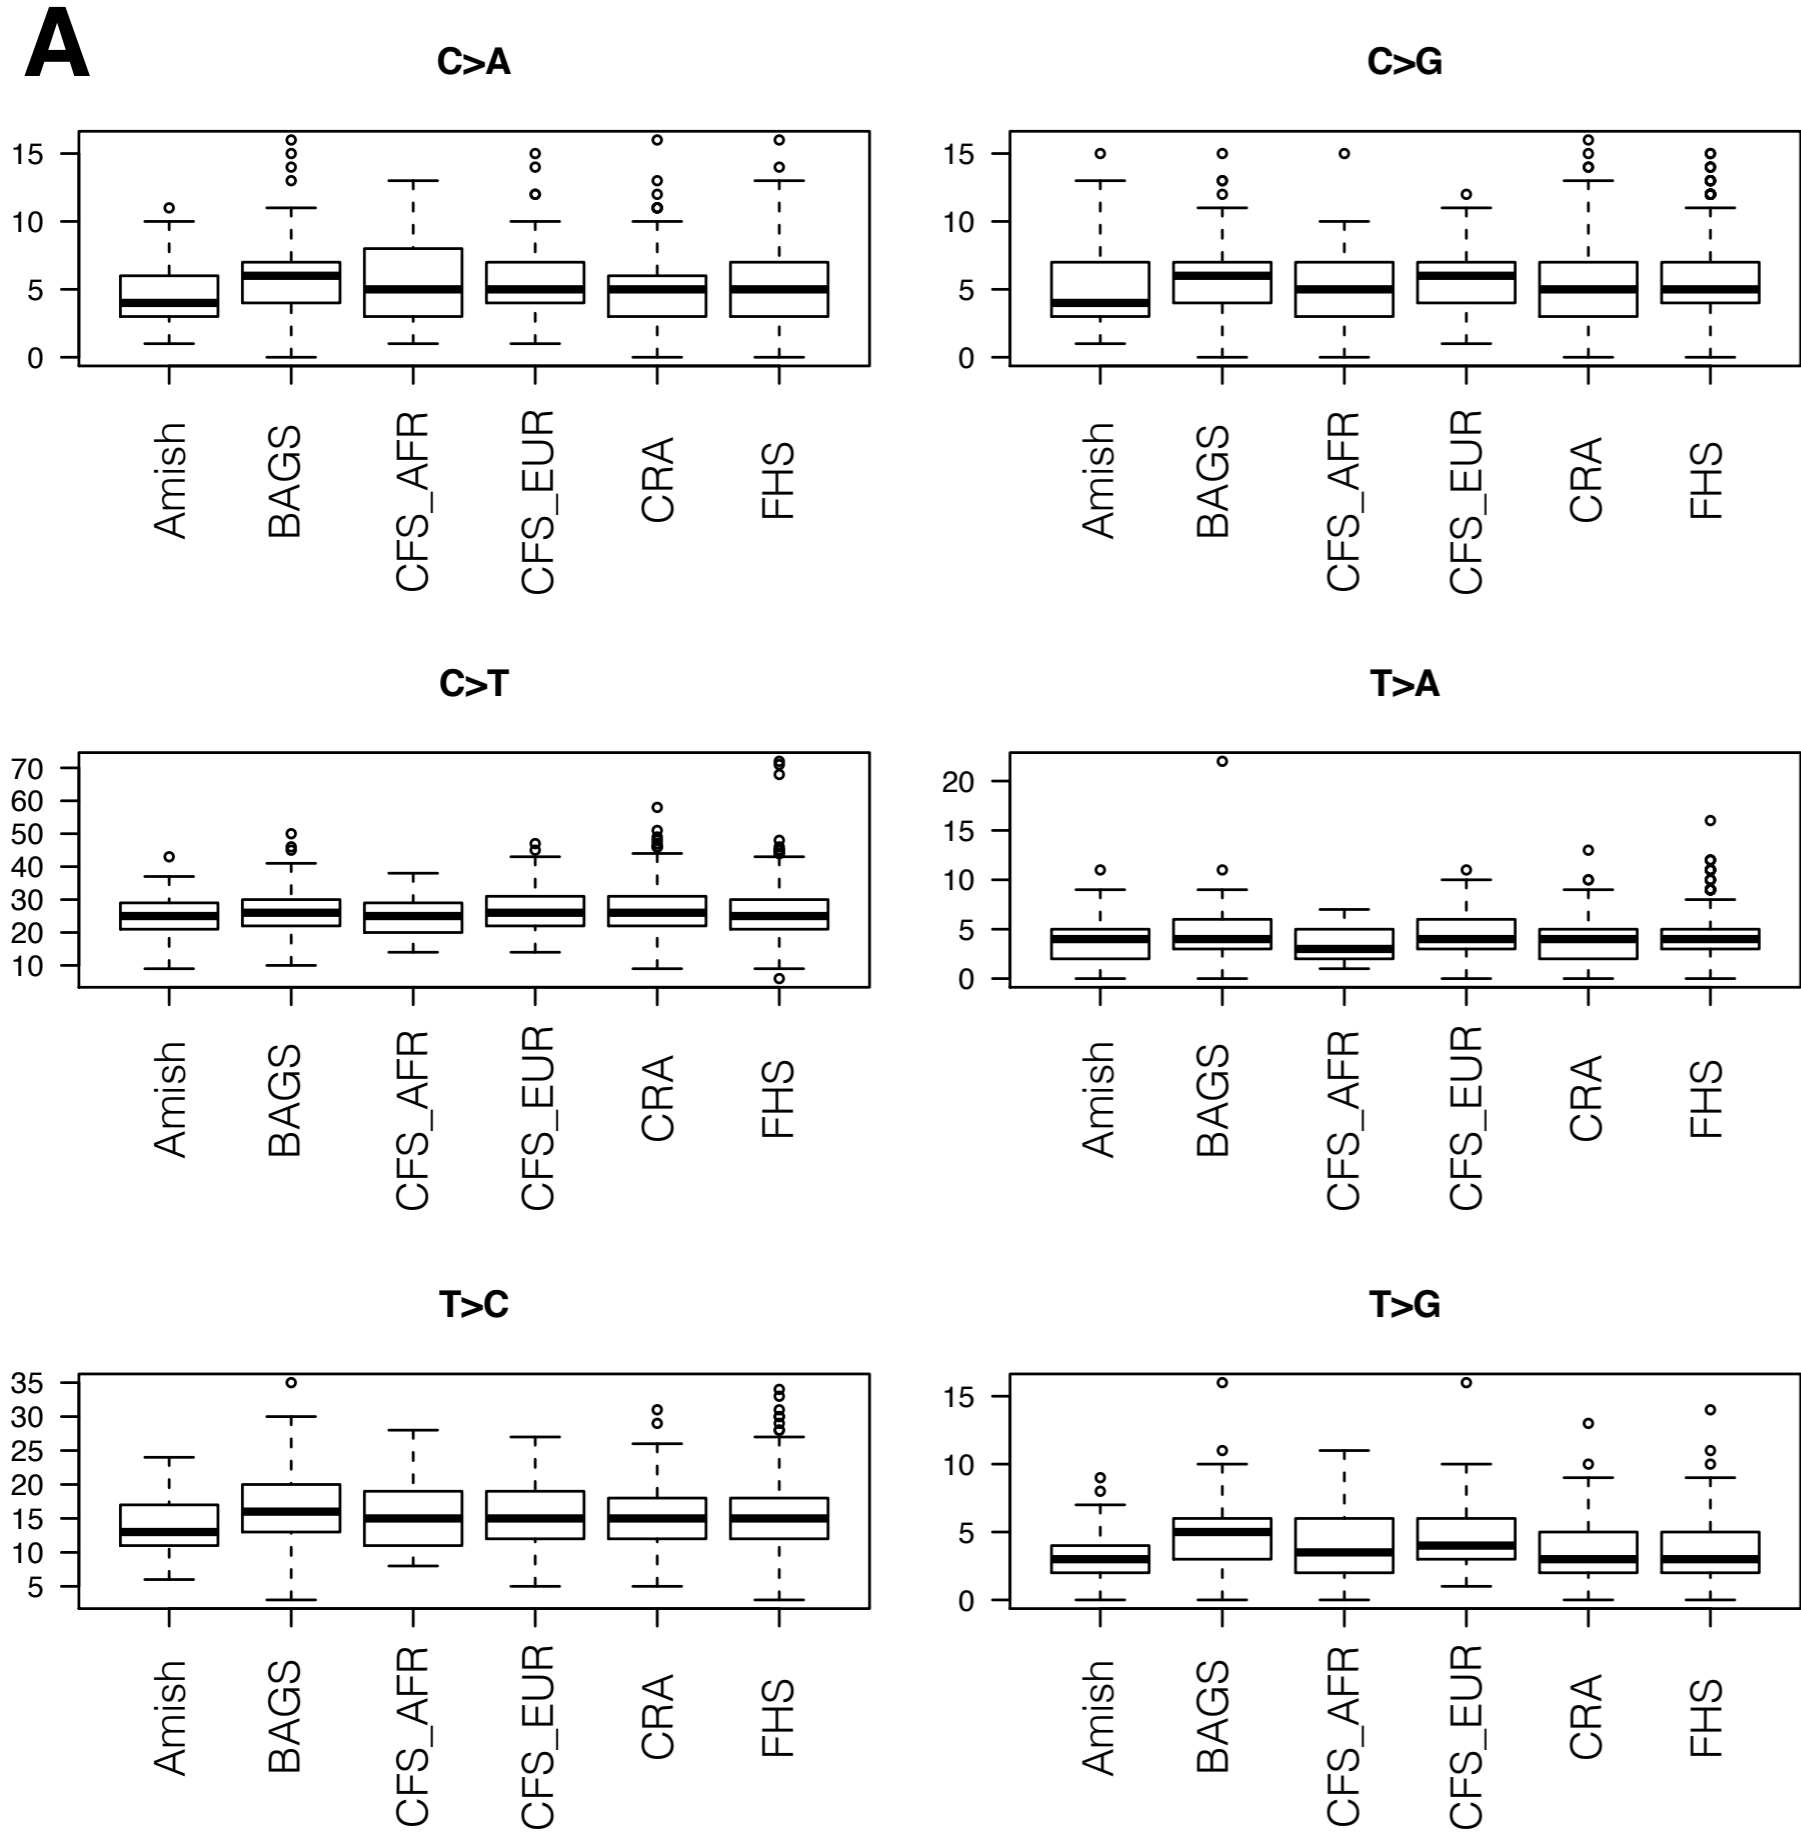 A
C>A
C>G
15
10
5
0
Amish
BAGS
CFS_AFR
CFS_EUR
CRA
FHS
15
10
5
0
Amish
BAGS
CFS_AFR
CFS_EUR
CRA
FHS
C>T
T>A
70
60
50
40
30
20
10
Amish
BAGS
CFS_AFR
CFS_EUR
CRA
FHS
20
15
10
5
0
Amish
BAGS
CFS_AFR
CFS_EUR
CRA
FHS
T>C
T>G
35
30
25
20
15
10
5
Amish
BAGS
CFS_AFR
CFS_EUR
CRA
FHS
15
10
5
0
Amish
BAGS
CFS_AFR
CFS_EUR
CRA
FHS